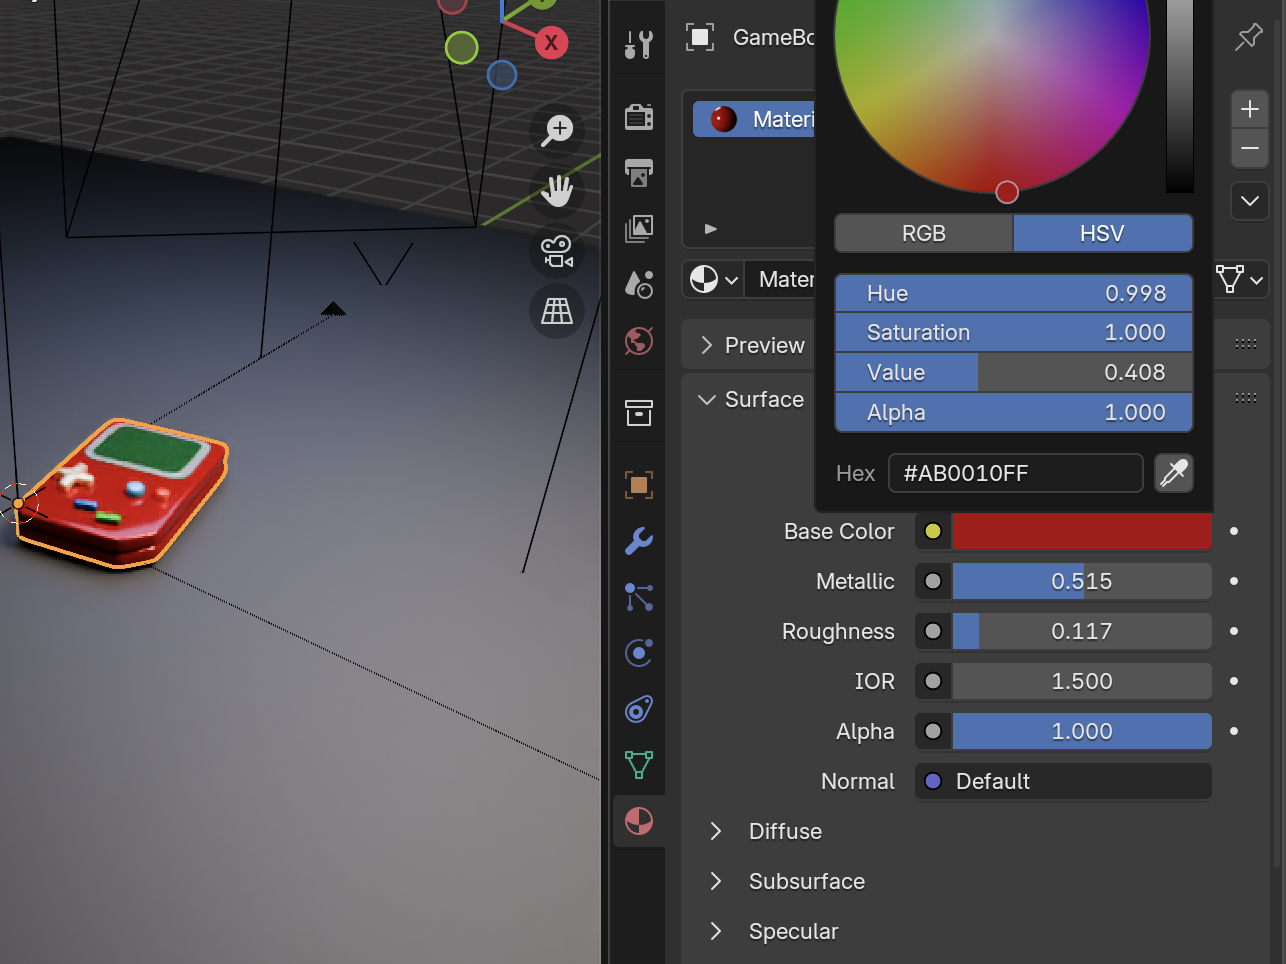 X
GameBo
Materi
RGB HSV
Mater
Hue 0.998
Saturation 1.000
Value 0.408
Alpha 1.000
Preview
Surface
Hex #AB0010FF
Base Color
Metallic 0.515
Roughness 0.117
IOR 1.500
Alpha 1.000
Normal Default
Diffuse
Subsurface
Specular